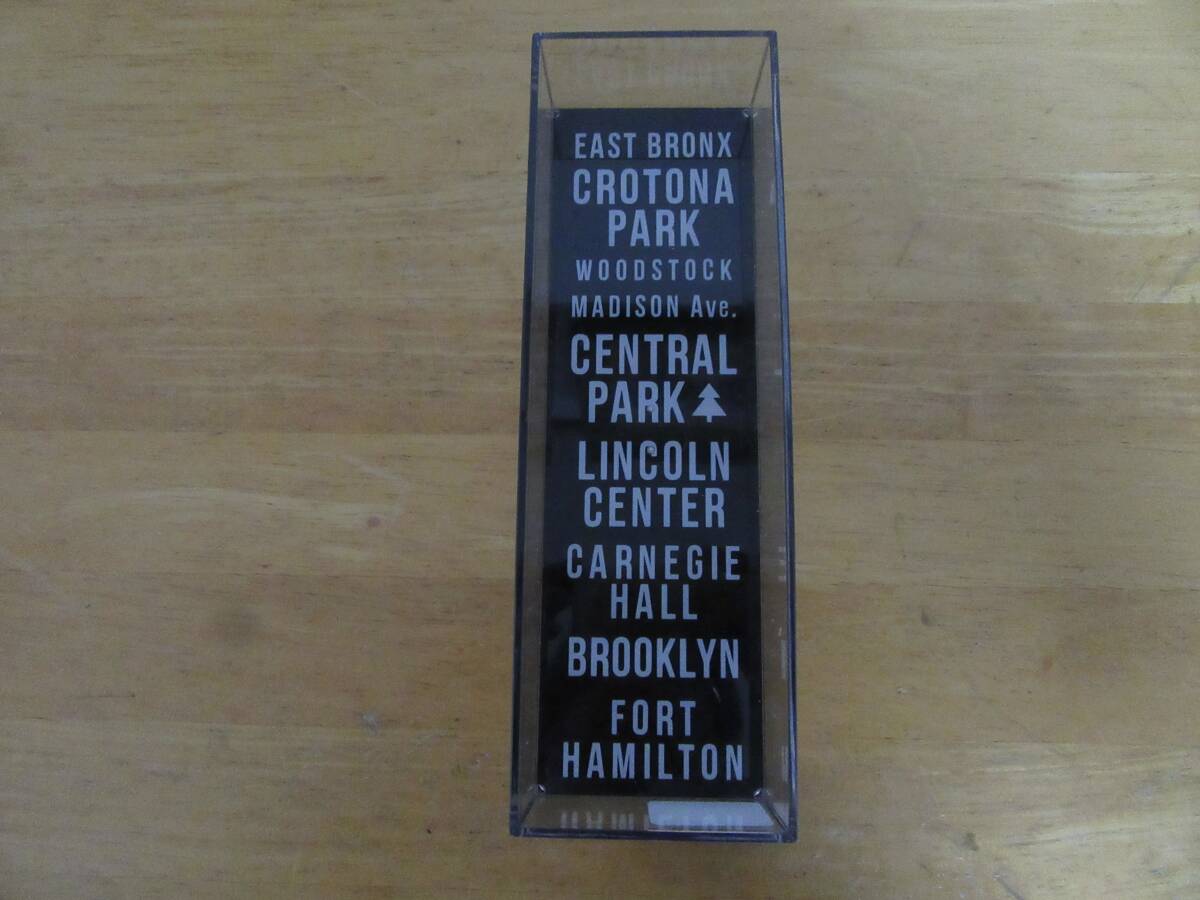 EAST BRONX
CROTONA
PARK
WOODSTOCK
MADISON Ave.
CENTRAL
PARK
LINCOLN
CENTER
CARNEGIE
HALL
BROOKLYN
FORT
HAMILTON